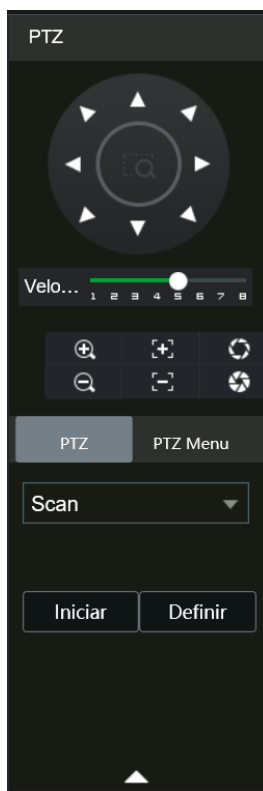 PTZ
Velo...
1 2 3 4 5 6 7 8
PTZ PTZ Menu
Scan
Iniciar Definir